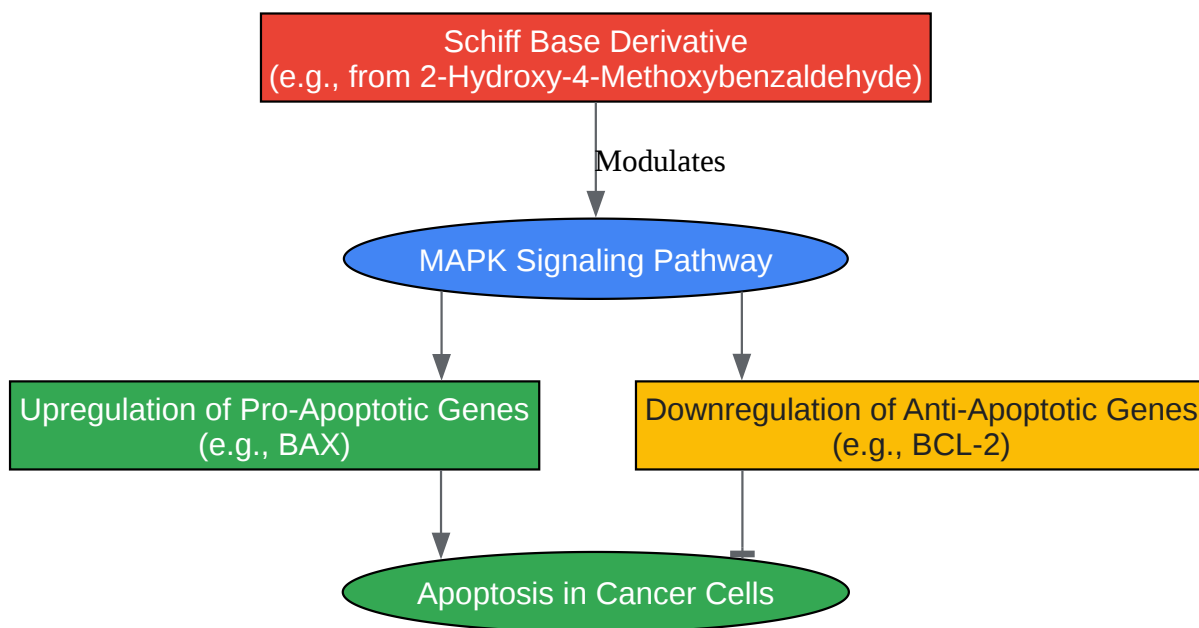 Schiff Base Derivative
(e.g., from 2-Hydroxy-4-Methoxybenzaldehyde)
Modulates
MAPK Signaling Pathway
Upregulation of Pro-Apoptotic Genes
(e.g., BAX)
Downregulation of Anti-Apoptotic Genes
(e.g., BCL-2)
Apoptosis in Cancer Cells